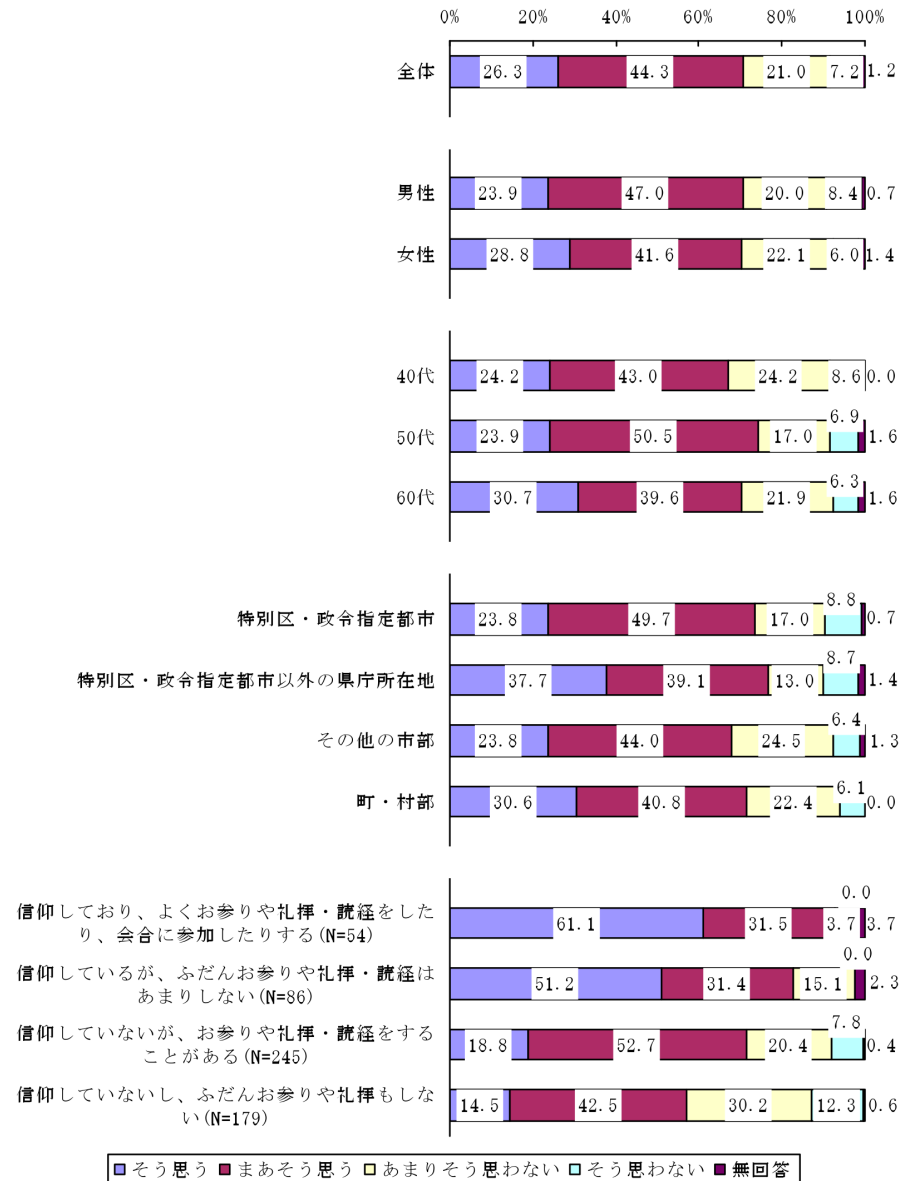 0% 20% 40% 60% 80% 100%
全体 26.3 44.3 21.0 7.2 1.2
男性 23.9 47.0 20.0 8.4 0.7
女性 28.8 41.6 22.1 6.0 1.4
40代 24.2 43.0 24.2 8.6 0.0
50代 23.9 50.5 17.0 6.9 1.6
60代 30.7 39.6 21.9 6.3 1.6
特別区・政令指定都市 23.8 49.7 17.0 8.8 0.7
特別区・政令指定都市以外の県庁所在地 37.7 39.1 13.0 8.7 1.4
その他の市部 23.8 44.0 24.5 6.4 1.3
町・村部 30.6 40.8 22.4 6.1 0.0
信仰しており、よくお参りや礼拝・読経をした
り、会合に参加したりする(N=54) 61.1 31.5 3.7 0.0 3.7
信仰しているが、ふだんお参りや礼拝・読経は
あまりしない(N=86) 51.2 31.4 15.1 0.0 2.3
信仰していないが、お参りや礼拝・読経をする
ことがある(N=245) 18.8 52.7 20.4 7.8 0.4
信仰していないし、ふだんお参りや礼拝もしな
い(N=179) 14.5 42.5 30.2 12.3 0.6
そう思う まあそう思う あまりそう思わない そう思わない 無回答